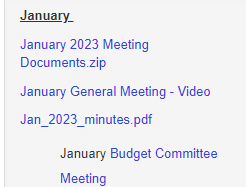 January
January 2023 Meeting
Documents.zip
January General Meeting - Video
Jan_2023_minutes.pdf
January Budget Committee
Meeting